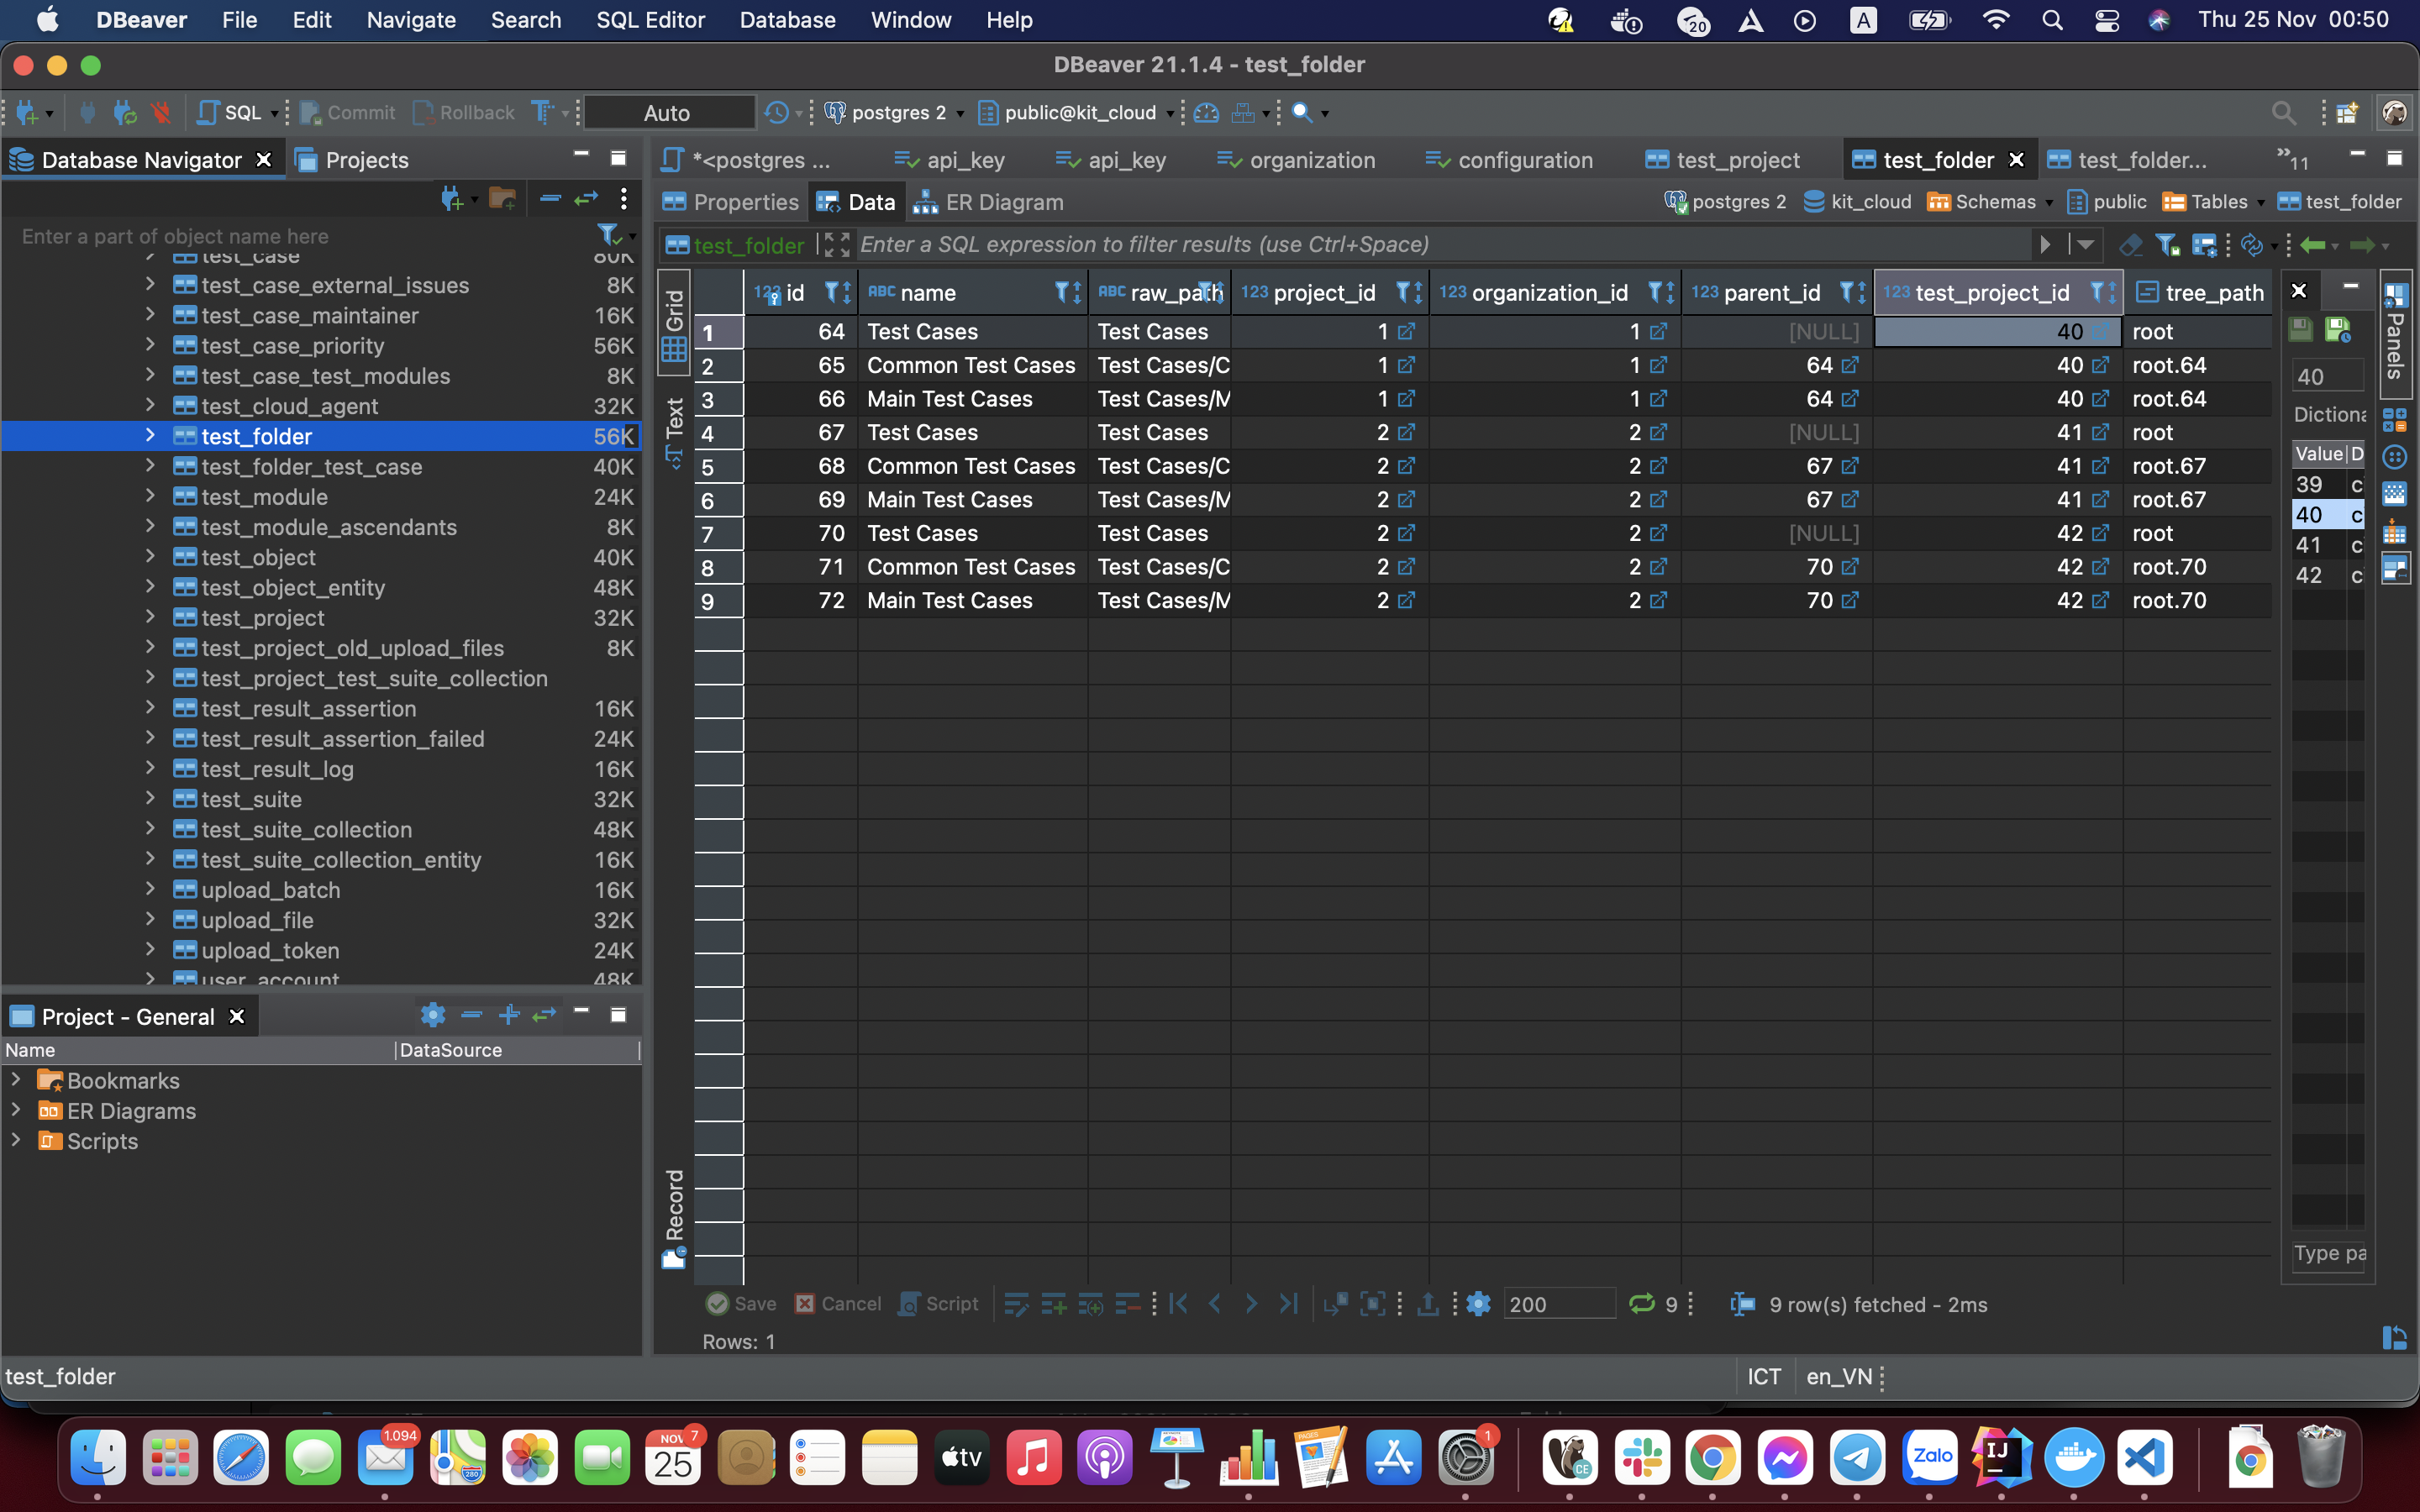 DBeaver File Edit Navigate Search SQL Editor Database Window Help 20 A Thu 25 Nov 00:50
DBeaver 21.1.4 - test_folder
SQL Commit Rollback Auto postgres 2 public@kit_cloud
Database Navigator Projects
Enter a part of object name here
test_case 80K
test_case_external_issues 8K
test_case_maintainer 16K
test_case_priority 56K
test_case_test_modules 8K
test_cloud_agent 32K
test_folder 56K
test_folder_test_case 40K
test_module 24K
test_module_ascendants 8K
test_object 40K
test_object_entity 48K
test_project 32K
test_project_old_upload_files 8K
test_project_test_suite_collection
test_result_assertion 16K
test_result_assertion_failed 24K
test_result_log 16K
test_suite 32K
test_suite_collection 48K
test_suite_collection_entity 16K
upload_batch 16K
upload_file 32K
upload_token 24K
user_account 48K
Project - General
Name DataSource
Bookmarks
ER Diagrams
Scripts
*<postgres ... api_key api_key organization configuration test_project test_folder test_folder... »11
Properties Data ER Diagram postgres 2 kit_cloud Schemas public Tables test_folder
test_folder Enter a SQL expression to filter results (use Ctrl+Space)
Grid
Text
Record
123 id ABC name ABC raw_path 123 project_id 123 organization_id 123 parent_id 123 test_project_id tree_path
1 64 Test Cases Test Cases 1 1 [NULL] 40 root
2 65 Common Test Cases Test Cases/C 1 1 64 40 root.64
3 66 Main Test Cases Test Cases/M 1 1 64 40 root.64
4 67 Test Cases Test Cases 2 2 [NULL] 41 root
5 68 Common Test Cases Test Cases/C 2 2 67 41 root.67
6 69 Main Test Cases Test Cases/M 2 2 67 41 root.67
7 70 Test Cases Test Cases 2 2 [NULL] 42 root
8 71 Common Test Cases Test Cases/C 2 2 70 42 root.70
9 72 Main Test Cases Test Cases/M 2 2 70 42 root.70
Panels
40
Dictiona
Value D
39 c
40 c
41 c
42 c
Type pa
Save Cancel Script 200 9 9 row(s) fetched - 2ms
Rows: 1
test_folder ICT en_VN
1.094 280 NOV 7 25 tv PAGES 1 CE Zalo IJ